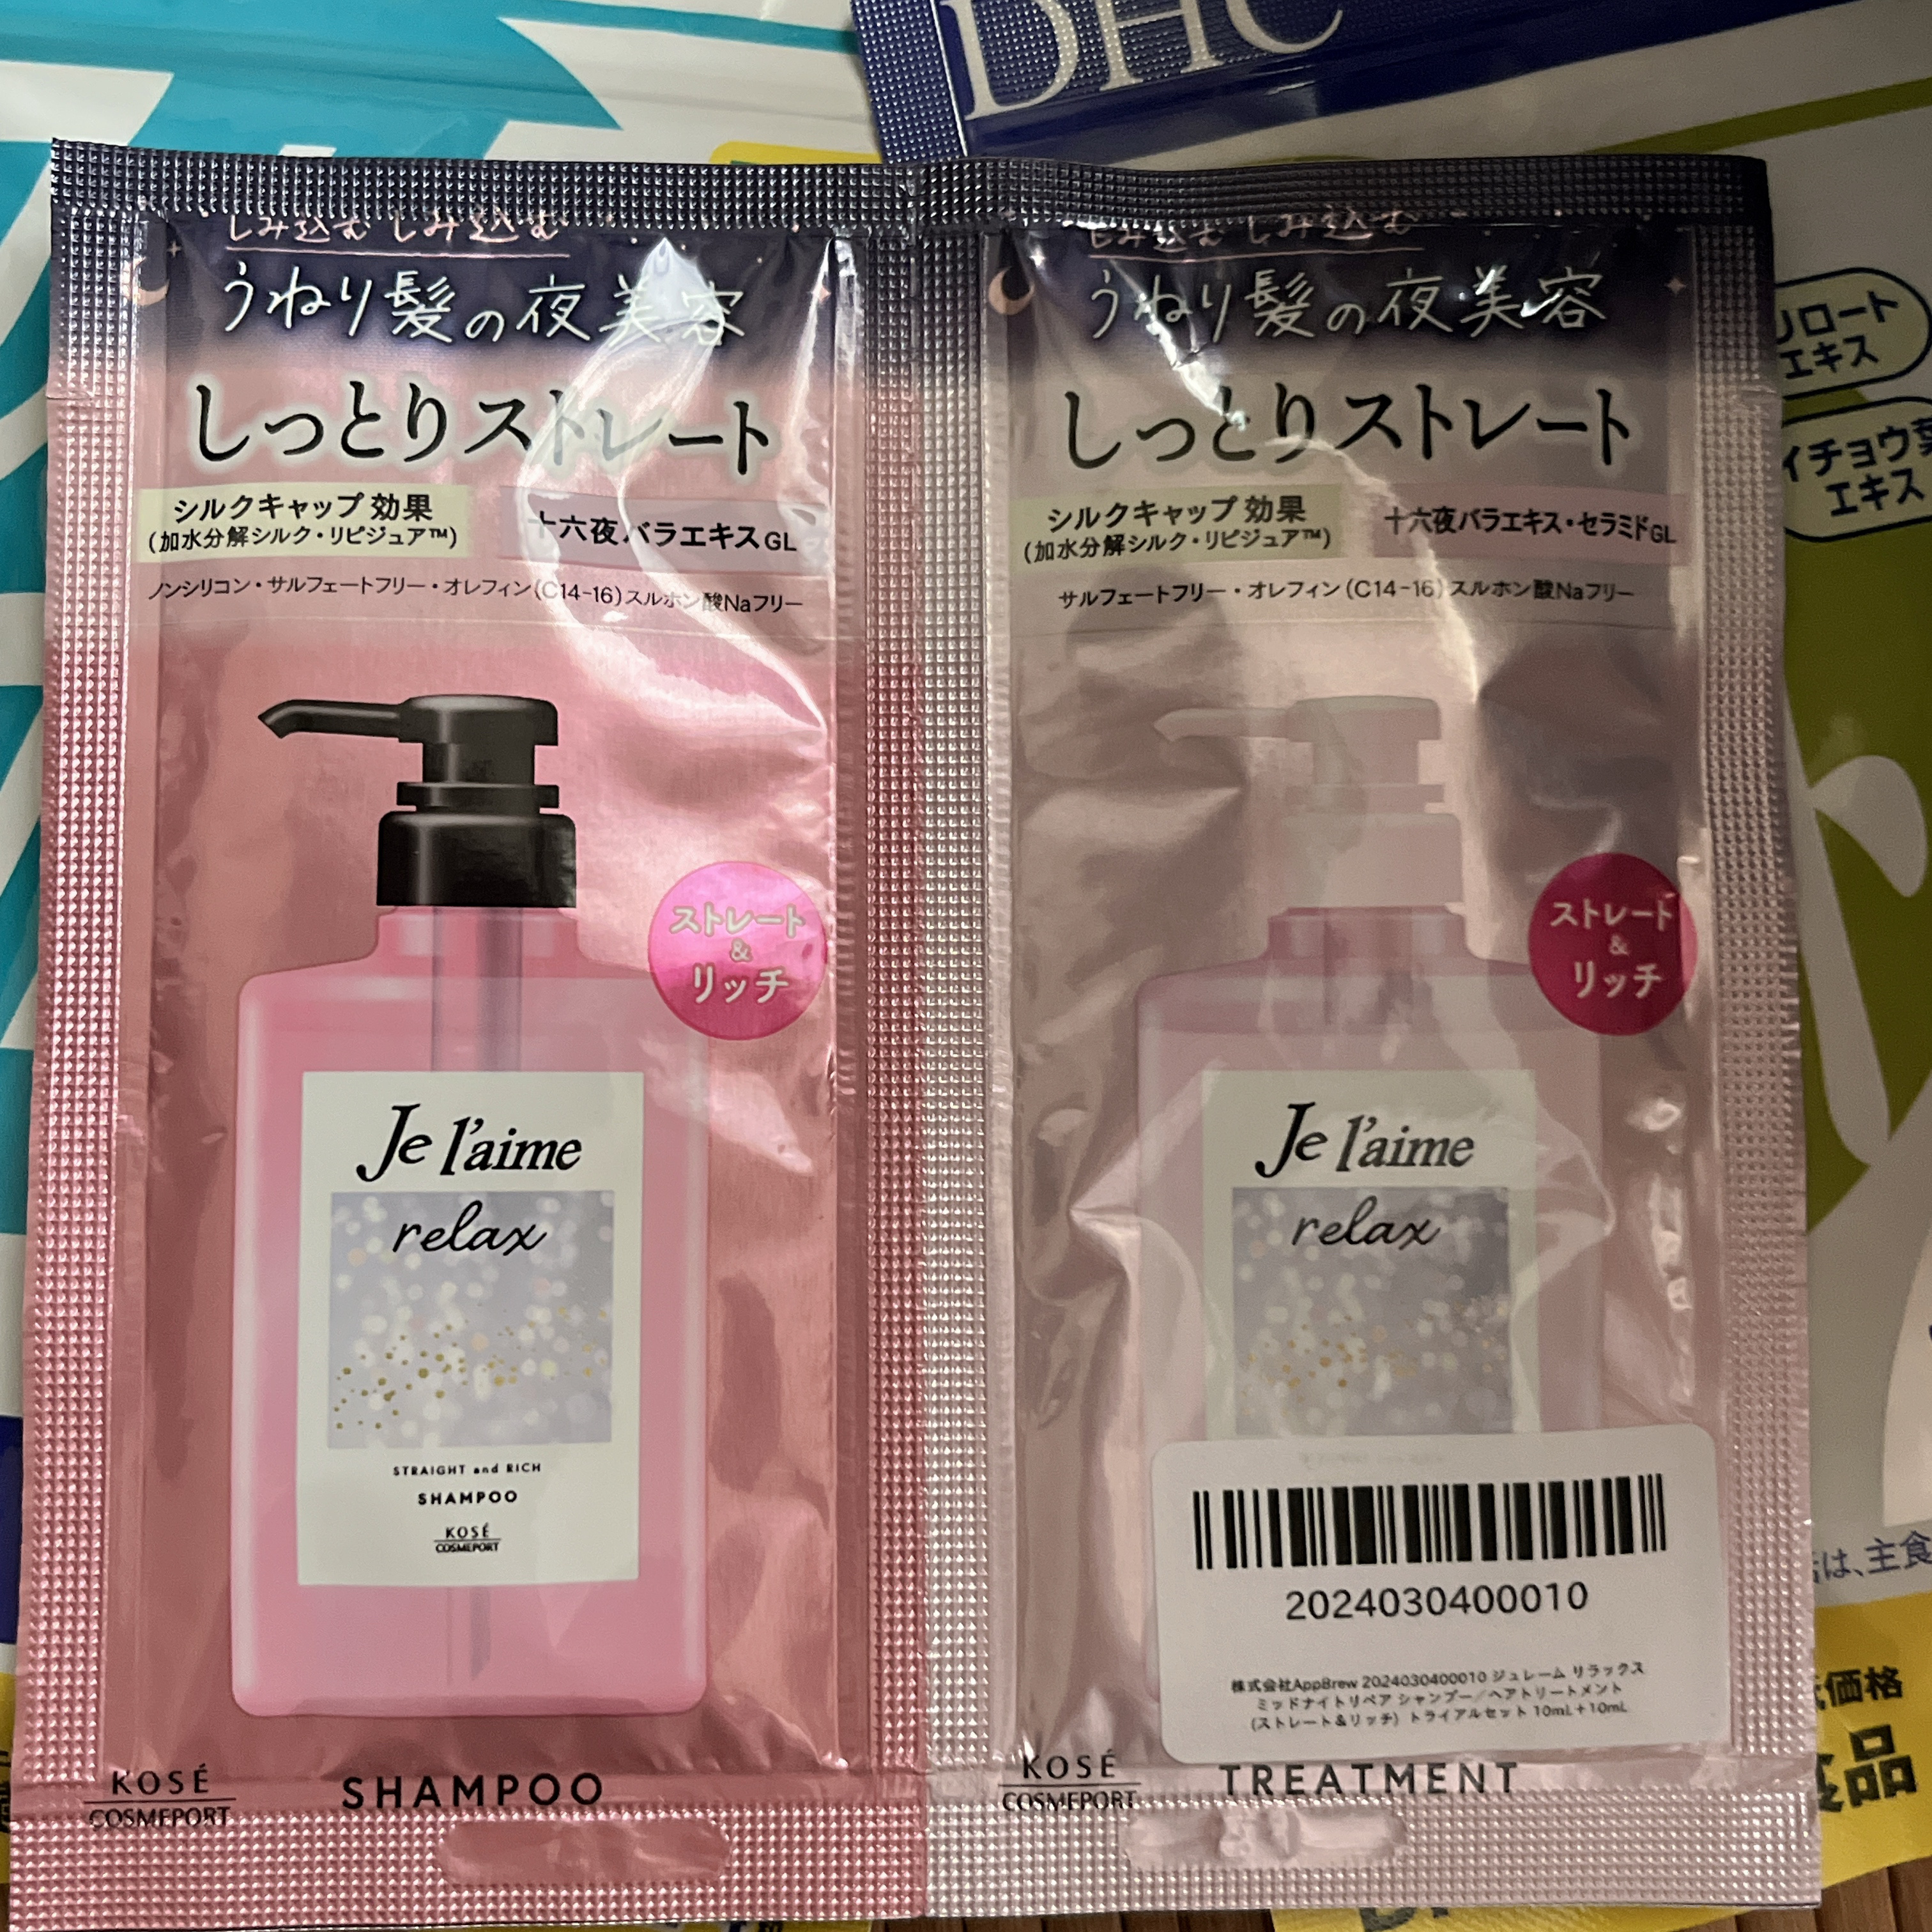 DHC
しみ込む しみ込む
うねり髪の夜美容
しっとりストレート
シルクキャップ 効果
(加水分解シルク・リピジュア™)
十六夜バラエキスGL
ノンシリコン・サルフェートフリー・オレフィン(C14-16)スルホン酸Naフリー
ストレート
&
リッチ
Je l'aime
relax
STRAIGHT and RICH
SHAMPOO
KOSÉ
COSMEPORT
KOSÉ
COSMEPORT
SHAMPOO
しみ込む しみ込む
うねり髪の夜美容
しっとりストレート
シルクキャップ 効果
(加水分解シルク・リピジュア™)
十六夜バラエキス・セラミドGL
サルフェートフリー・オレフィン(C14-16)スルホン酸Naフリー
ストレート
&
リッチ
Je l'aime
relax
2024030400010
株式会社AppBrew 2024030400010 ジュレーム リラックス
ミッドナイトリペア シャンプー/ヘアトリートメント
(ストレート&リッチ) トライアルセット 10mL+10mL
KOSÉ
COSMEPORT
TREATMENT
リロート
エキス
イチョウ葉
エキス
は、主食
価格
品